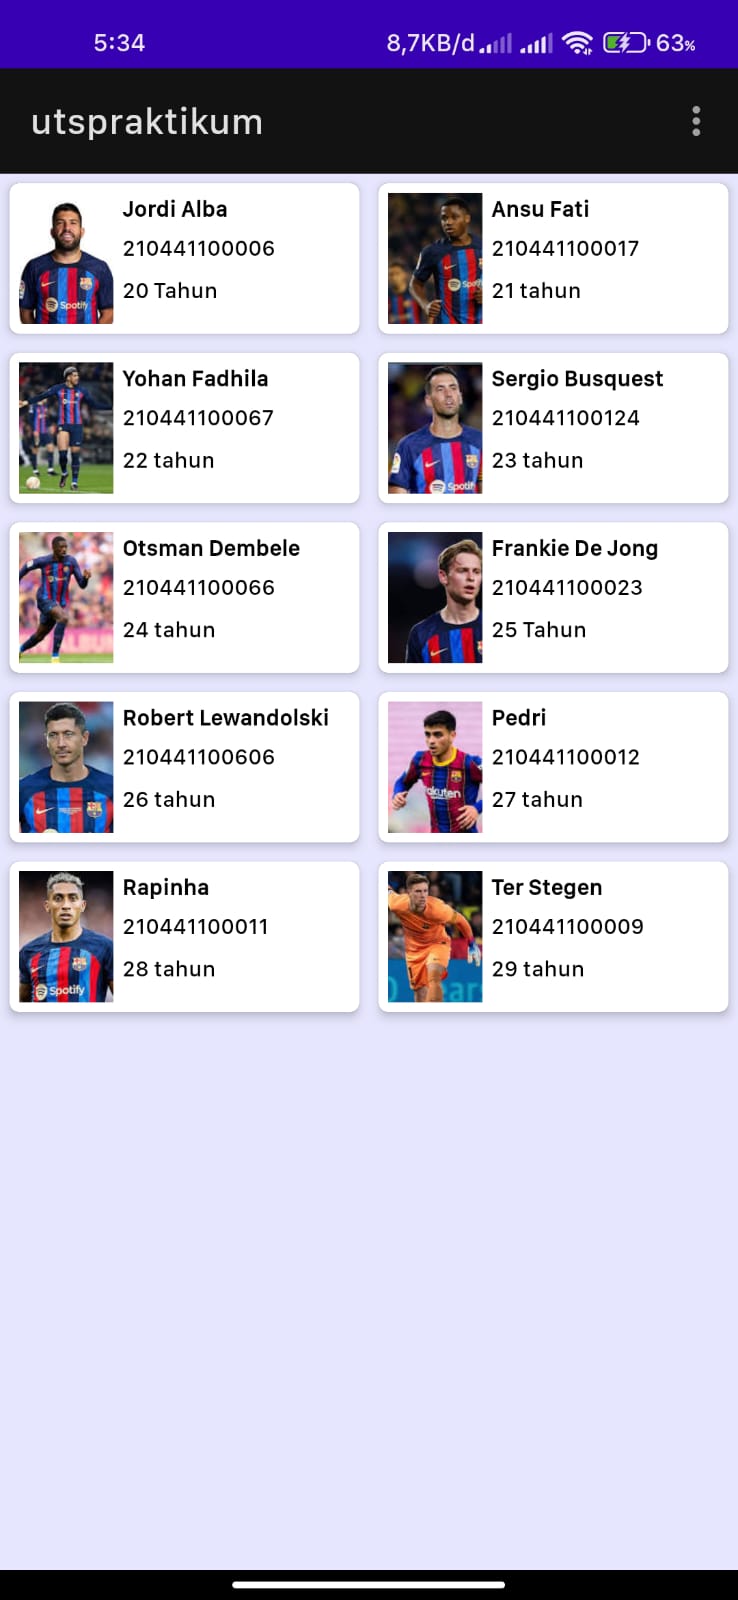 5:34
8,7KB/d 63%
utspraktikum
Jordi Alba
210441100006
20 Tahun
Spotify
Ansu Fati
210441100017
21 tahun
Yohan Fadhila
210441100067
22 tahun
Sergio Busquest
210441100124
23 tahun
Otsman Dembele
210441100066
24 tahun
Frankie De Jong
210441100023
25 Tahun
Robert Lewandolski
210441100606
26 tahun
Pedri
210441100012
27 tahun
Rapinha
210441100011
28 tahun
Spotify
Ter Stegen
210441100009
29 tahun